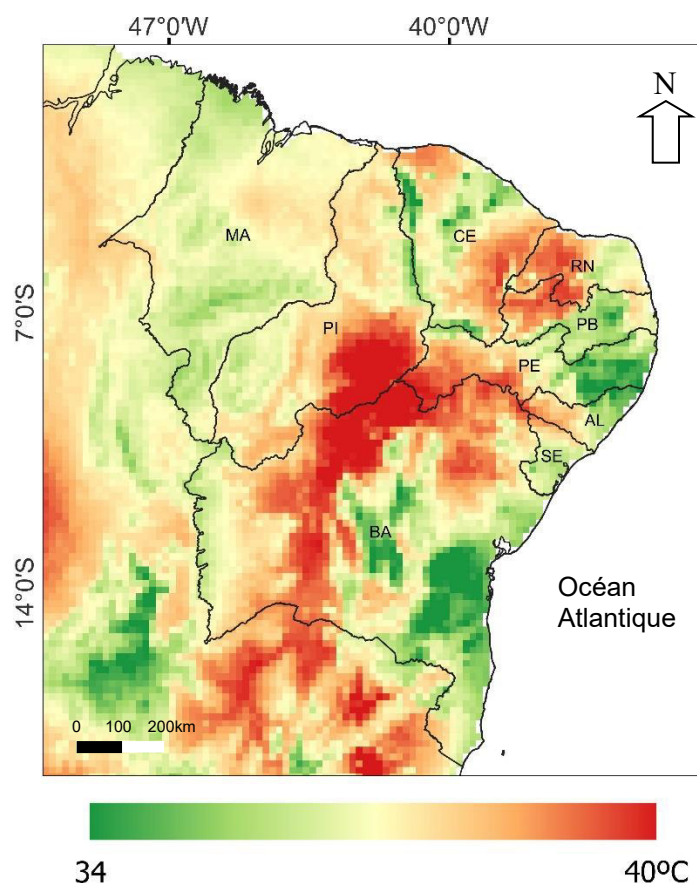 47°0'W 40°0'W
N
MA
CE
RN
7°0'S
PI
PB
PE
AL
SE
BA
14°0'S
Océan
Atlantique
0 100 200km
34 40ºC